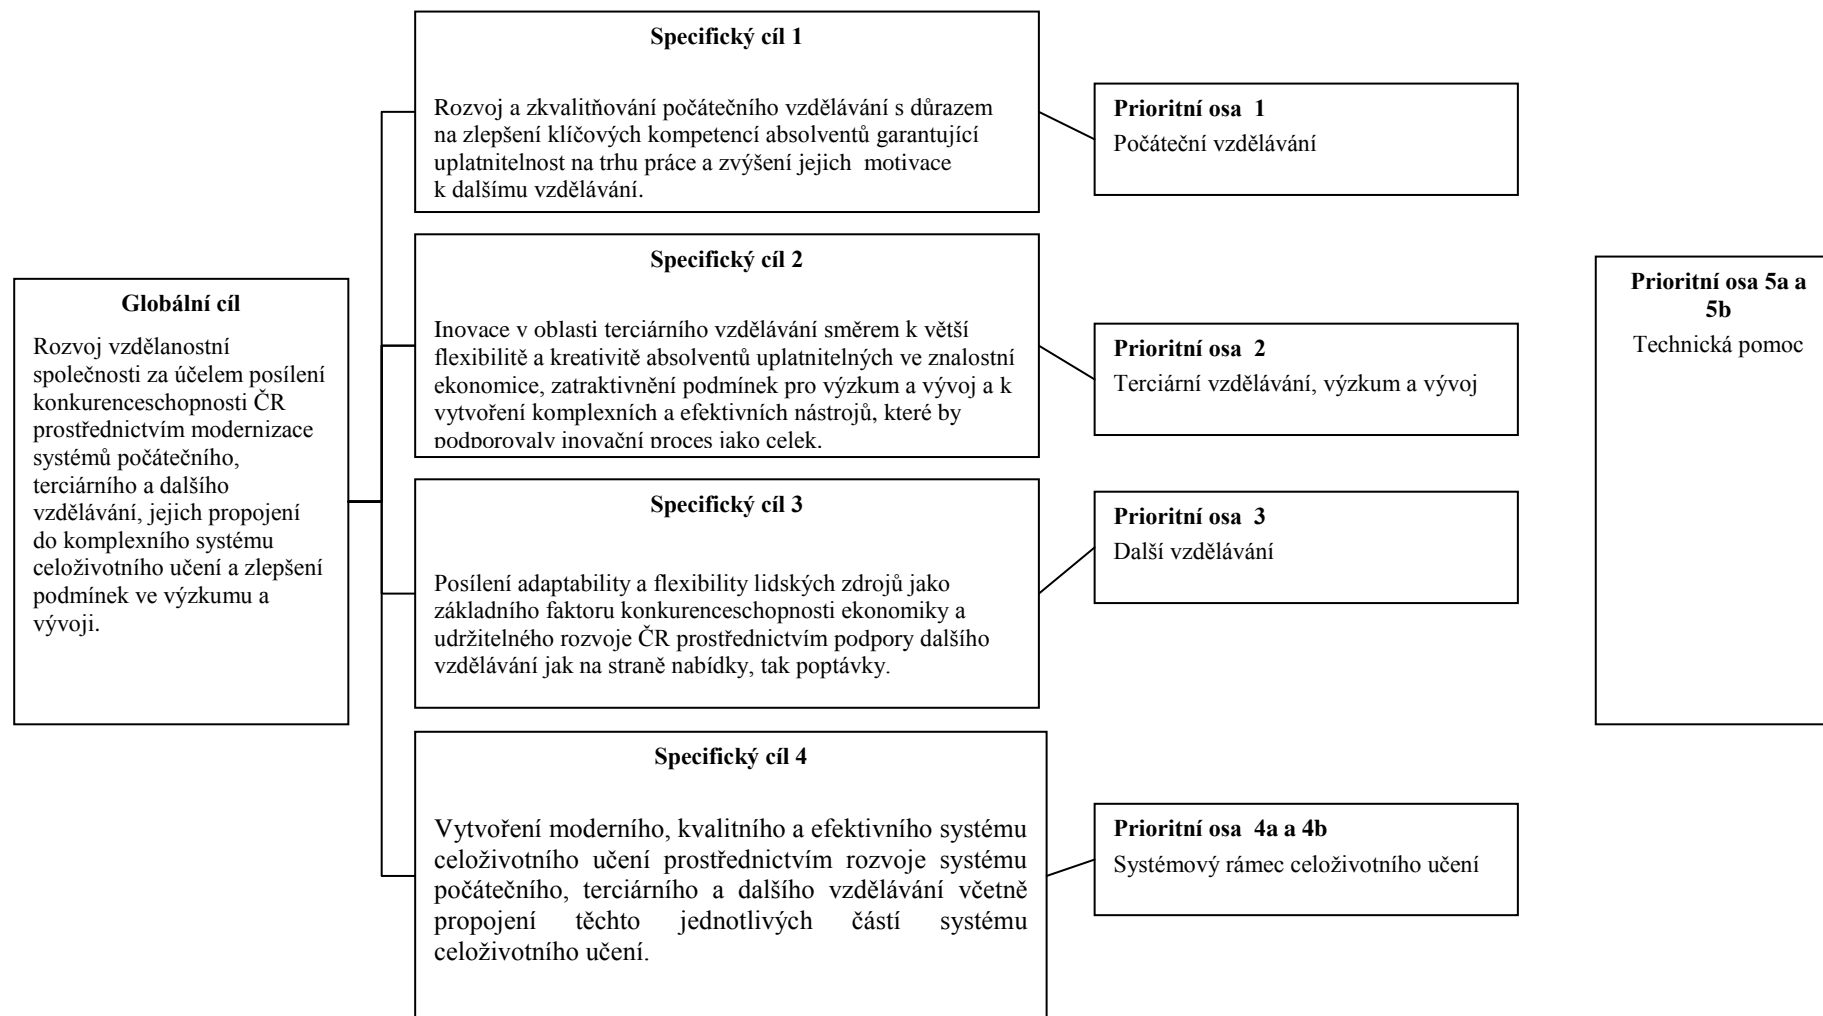 Globální cíl
Rozvoj vzdělanostní
společnosti za účelem posílení
konkurenceschopnosti ČR
prostřednictvím modernizace
systémů počátečního,
terciárního a dalšího
vzdělávání, jejich propojení
do komplexního systému
celoživotního učení a zlepšení
podmínek ve výzkumu a
vývoji.
Specifický cíl 1
Rozvoj a zkvalitňování počátečního vzdělávání s důrazem
na zlepšení klíčových kompetencí absolventů garantující
uplatnitelnost na trhu práce a zvýšení jejich  motivace
k dalšímu vzdělávání.
Prioritní osa  1
Počáteční vzdělávání
Specifický cíl 2
Inovace v oblasti terciárního vzdělávání směrem k větší
flexibilitě a kreativitě absolventů uplatnitelných ve znalostní
ekonomice, zatraktivnění podmínek pro výzkum a vývoj a k
vytvoření komplexních a efektivních nástrojů, které by
podporovaly inovační proces jako celek.
Prioritní osa  2
Terciární vzdělávání, výzkum a vývoj
Specifický cíl 3
Posílení adaptability a flexibility lidských zdrojů jako
základního faktoru konkurenceschopnosti ekonomiky a
udržitelného rozvoje ČR prostřednictvím podpory dalšího
vzdělávání jak na straně nabídky, tak poptávky.
Prioritní osa  3
Další vzdělávání
Specifický cíl 4
Vytvoření moderního, kvalitního a efektivního systému
celoživotního učení prostřednictvím rozvoje systému
počátečního, terciárního a dalšího vzdělávání včetně
propojení těchto jednotlivých částí systému
celoživotního učení.
Prioritní osa  4a a 4b
Systémový rámec celoživotního učení
Prioritní osa 5a a
5b
Technická pomoc